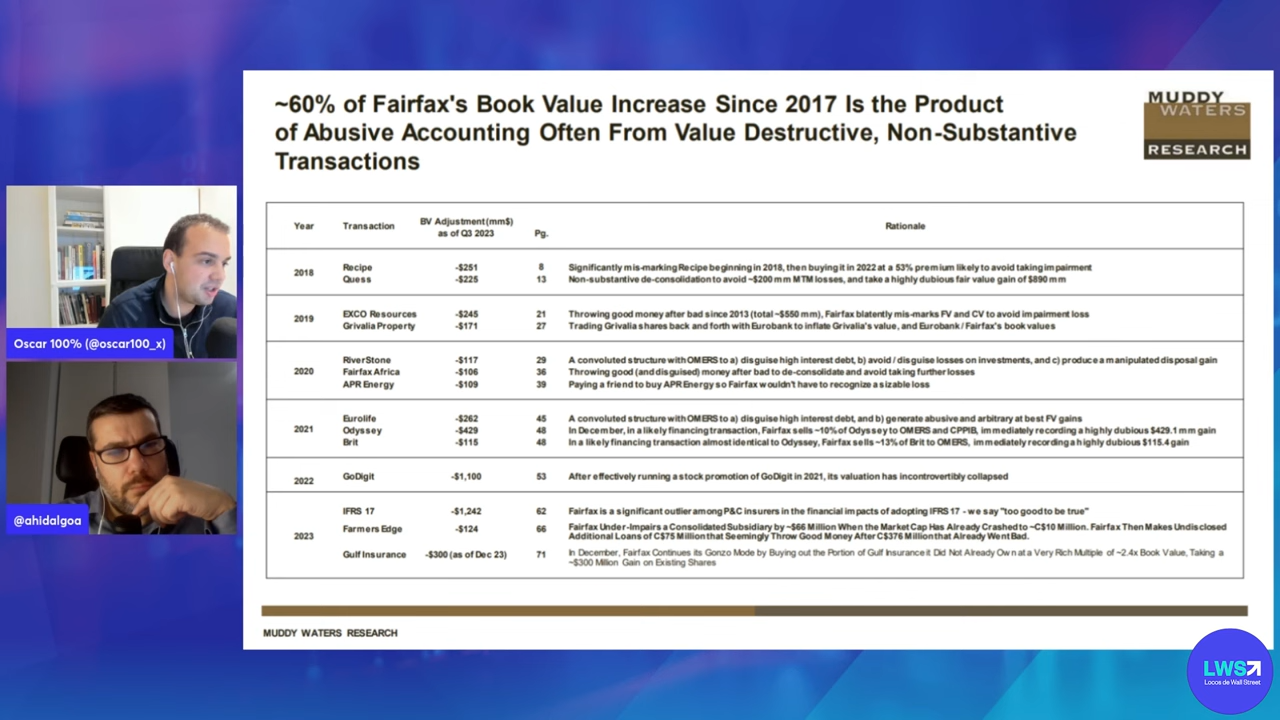 ~60% of Fairfax's Book Value Increase Since 2017 Is the Product
of Abusive Accounting Often From Value Destructive, Non-Substantive
Transactions
MUDDY
WATERS
RESEARCH
Year Transaction BV Adjustment(mm$) as of Q3 2023 Pg. Rationale
2018
Recipe -$251 8 Significantly mis-marking Recipe beginning in 2018, then buying it in 2022 at a 53% premium likely to avoid taking impairment
Quess -$225 13 Non-substantive de-consolidation to avoid ~$200 mm MTM losses, and take a highly dubious fair value gain of $890 mm
2019
EXCO Resources -$245 21 Throwing good money after bad since 2013 (total ~$550 mm), Fairfax blatently mis-marks FV and CV to avoid impairment loss
Grivalia Property -$171 27 Trading Grivalia shares back and forth with Eurobank to inflate Grivalia's value, and Eurobank / Fairfax's book values
2020
RiverStone -$117 29 A convoluted structure with OMERS to a) disguise high interest debt, b) avoid / disguise losses on investments, and c) produce a manipulated disposal gain
Fairfax Africa -$106 36 Throwing good (and disguised) money after bad to de-consolidate and avoid taking further losses
APR Energy -$109 39 Paying a friend to buy APR Energy so Fairfax wouldn't have to recognize a sizable loss
2021
Eurolife -$262 45 A convoluted structure with OMERS to a) disguise high interest debt, and b) generate abusive and arbitrary at best FV gains
Odyssey -$429 48 In December, in a likely financing transaction, Fairfax sells ~10% of Odyssey to OMERS and CPPIB, immediately recording a highly dubious $429.1 mm gain
Brit -$115 48 In a likely financing transaction almost identical to Odyssey, Fairfax sells ~13% of Brit to OMERS, immediately recording a highly dubious $115.4 gain
2022
GoDigit -$1,100 53 After effectively running a stock promotion of GoDigit in 2021, its valuation has incontrovertibly collapsed
2023
IFRS 17 -$1,242 62 Fairfax is a significant outlier among P&C insurers in the financial impacts of adopting IFRS 17 - we say "too good to be true"
Farmers Edge -$124 66 Fairfax Under-Impairs a Consolidated Subsidiary by ~$66 Million When the Market Cap Has Already Crashed to ~C$10 Million. Fairfax Then Makes Undisclosed
Additional Loans of C$75 Million that Seemingly Throw Good Money After C$376 Million that Already Went Bad.
Gulf Insurance -$300 (as of Dec 23) 71 In December, Fairfax Continues its Gonzo Mode by Buying out the Portion of Gulf Insurance it Did Not Already Own at a Very Rich Multiple of ~2.4x Book Value, Taking a
~$300 Million Gain on Existing Shares
MUDDY WATERS RESEARCH
Oscar 100% (@oscar100_x)
@ahidalgoa
LWS
Locos de Wall Street